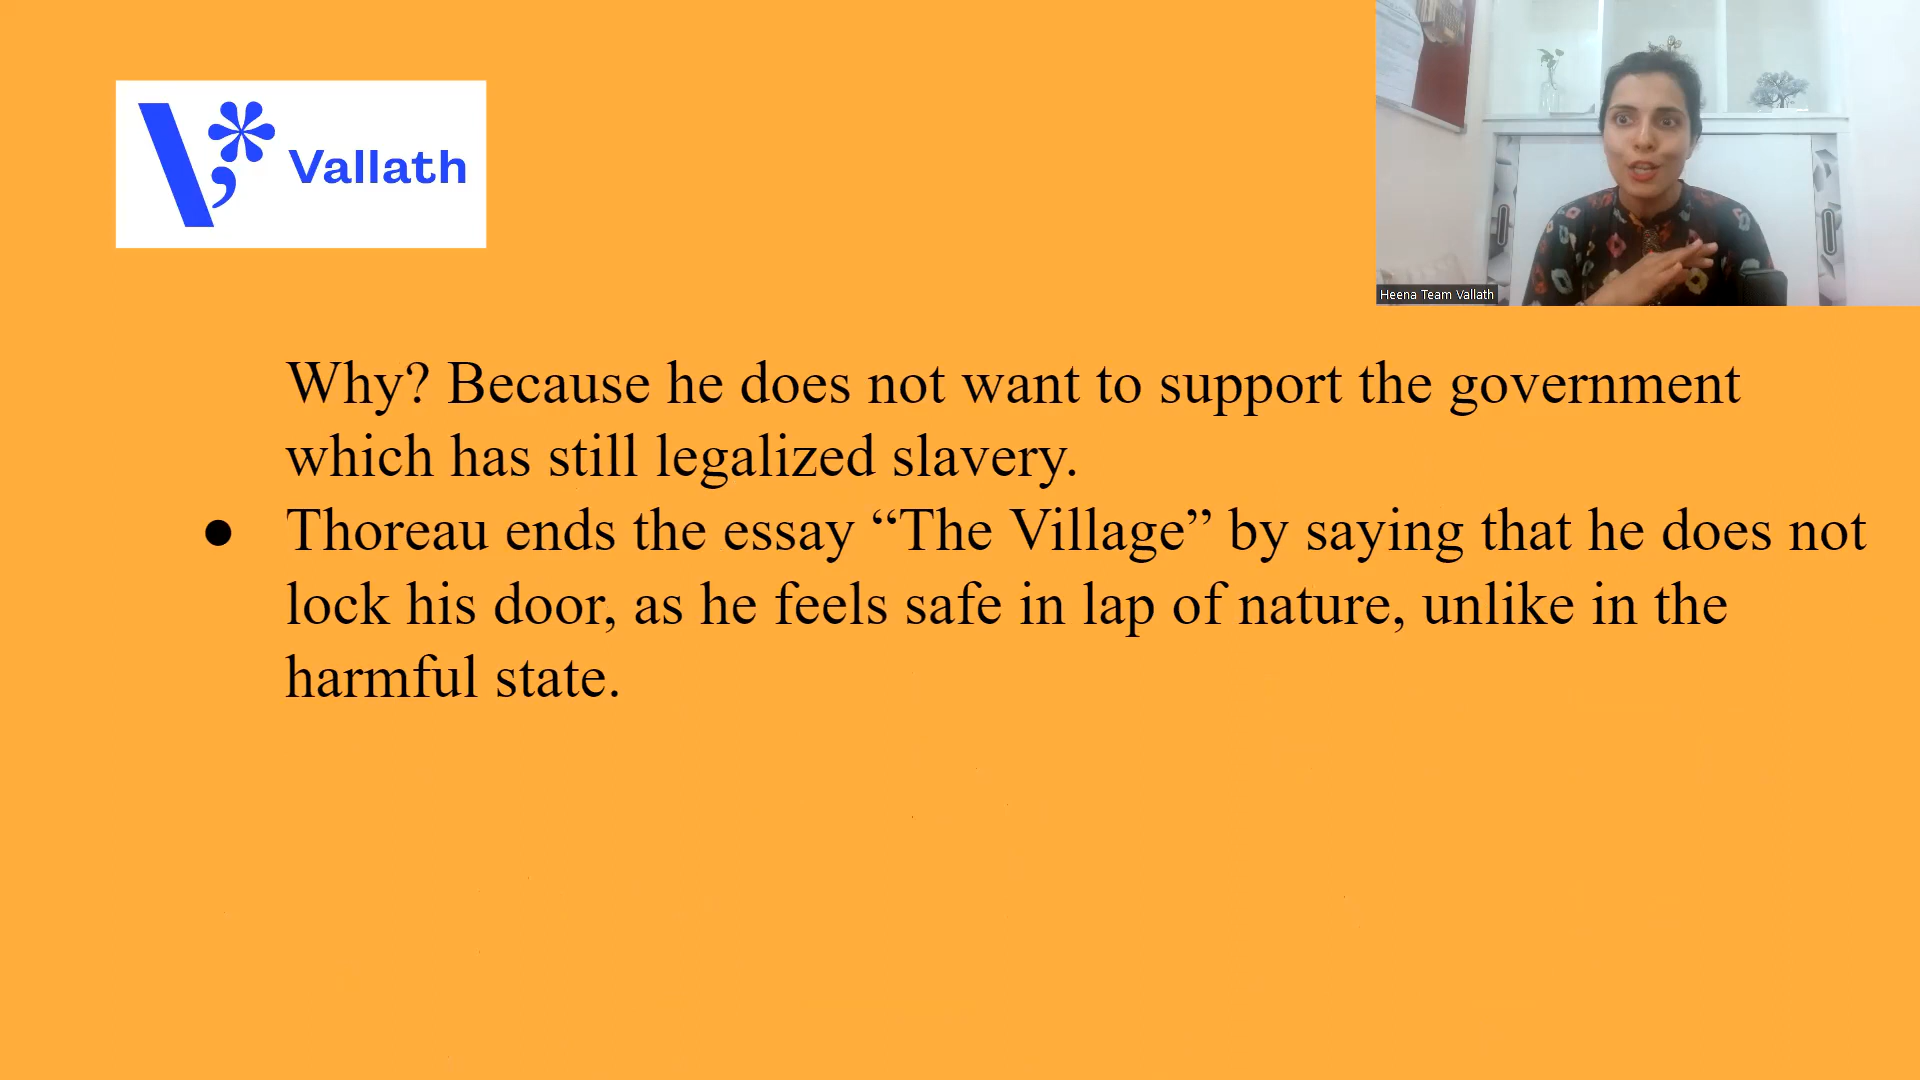 Vallath
Heena Team Vallath
Why? Because he does not want to support the government
which has still legalized slavery.
● Thoreau ends the essay “The Village” by saying that he does not
lock his door, as he feels safe in lap of nature, unlike in the
harmful state.